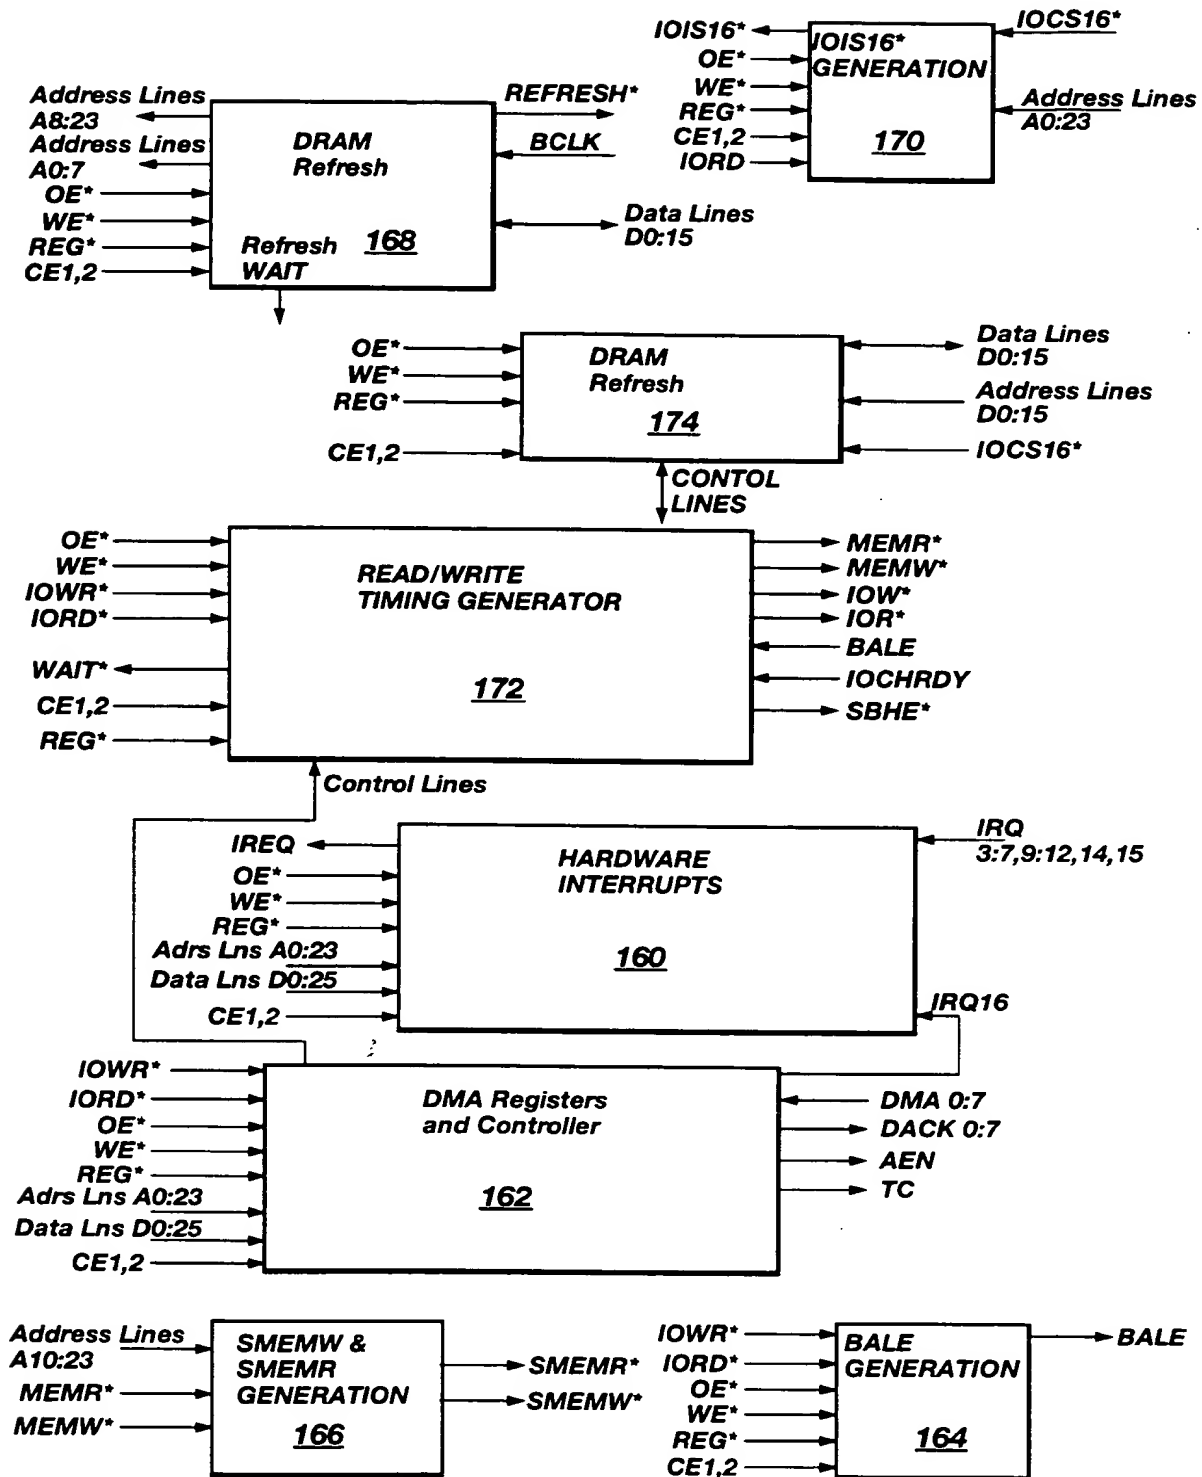 IOIS16*
OE*
WE*
REG*
CE1,2
IORD
IOIS16*
GENERATION
170
IOCS16*
Address Lines
A0:23
Address Lines
A8:23
Address Lines
A0:7
OE*
WE*
REG*
CE1,2
DRAM
Refresh
168
Refresh
WAIT
REFRESH*
BCLK
Data Lines
D0:15
OE*
WE*
REG*
CE1,2
DRAM
Refresh
174
Data Lines
D0:15
Address Lines
D0:15
IOCS16*
CONTOL
LINES
OE*
WE*
IOWR*
IORD*
WAIT*
CE1,2
REG*
READ/WRITE
TIMING GENERATOR
172
MEMR*
MEMW*
IOW*
IOR*
BALE
IOCHRDY
SBHE*
Control Lines
IREQ
OE*
WE*
REG*
Adrs Lns A0:23
Data Lns D0:25
CE1,2
HARDWARE
INTERRUPTS
160
IRQ
3:7,9:12,14,15
IRQ16
IOWR*
IORD*
OE*
WE*
REG*
Adrs Lns A0:23
Data Lns D0:25
CE1,2
DMA Registers
and Controller
162
DMA 0:7
DACK 0:7
AEN
TC
Address Lines
A10:23
MEMR*
MEMW*
SMEMW &
SMEMR
GENERATION
166
SMEMR*
SMEMW*
IOWR*
IORD*
OE*
WE*
REG*
CE1,2
BALE
GENERATION
164
BALE